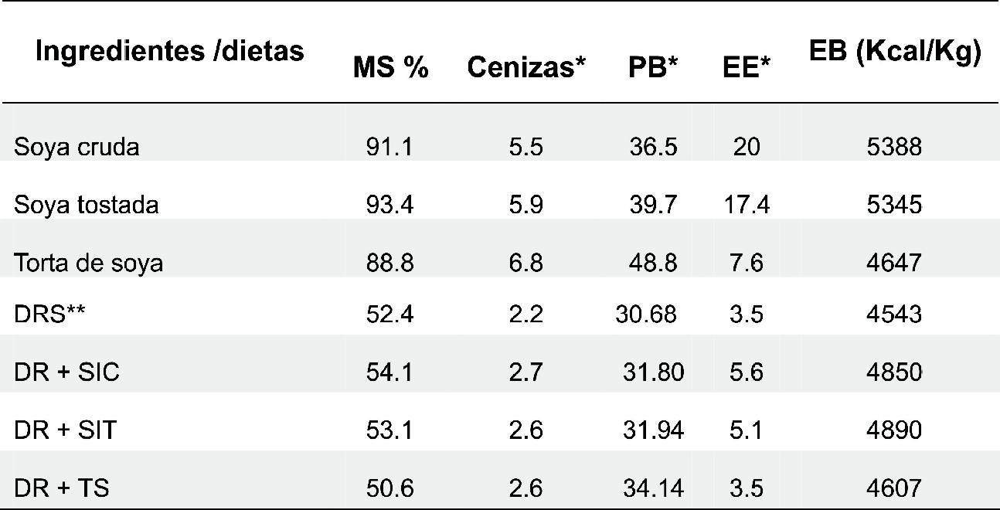 Ingredientes /dietas MS % Cenizas* PB* EE* EB (Kcal/Kg)
Soya cruda 91.1 5.5 36.5 20 5388
Soya tostada 93.4 5.9 39.7 17.4 5345
Torta de soya 88.8 6.8 48.8 7.6 4647
DRS** 52.4 2.2 30.68 3.5 4543
DR + SIC 54.1 2.7 31.80 5.6 4850
DR + SIT 53.1 2.6 31.94 5.1 4890
DR + TS 50.6 2.6 34.14 3.5 4607